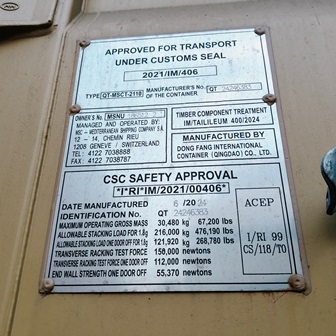 APPROVED FOR TRANSPORT
UNDER CUSTOMS SEAL
2021/IM/406
TYPE QT-MSCT-2110 MANUFACTURER'S No. OF THE CONTAINER QT 24246383
OWNER'S No. MSNU
MANAGED AND OPERATED BY:
MSC - MEDITERRANEAN SHIPPING COMPANY S.A.
12 - 14, CHEMIN RIEU
1208 GENEVE / SWITZERLAND
TEL: 4122 7038888
FAX: 4122 7038787
TIMBER COMPONENT TREATMENT
IM/TAILILEUM 400/2024
MANUFACTURED BY
DONG FANG INTERNATIONAL
CONTAINER (QINGDAO) CO., LTD.
CSC SAFETY APPROVAL
"I"RI"IM/2021/00406"
DATE MANUFACTURED 6 /20 24
IDENTIFICATION No. QT 24246383
MAXIMUM OPERATING GROSS MASS 30,480 kg 67,200 lbs
ALLOWABLE STACKING LOAD FOR 1.8g 216,000 kg 476,190 lbs
ALLOWABLE STACKING LOAD ONE DOOR OFF FOR 1.8g 121,920 kg 268,780 lbs
TRANSVERSE RACKING TEST FORCE 150,000 newtons
TRANSVERSE RACKING TEST FORCE ONE DOOR OFF 112,000 newtons
END WALL STRENGTH ONE DOOR OFF 55,370 newtons
ACEP
I/RI 99
CS/118/TO